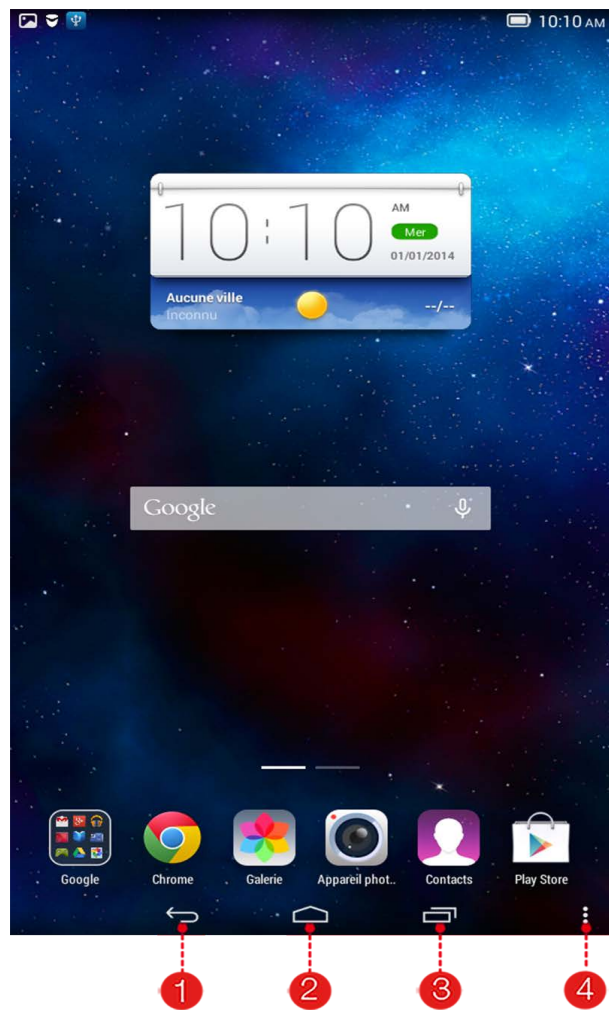 10:10 AM
10:10
AM
Mer
01/01/2014
Aucune ville
Inconnu
--/--
Google
Google
Chrome
Galerie
Appareil phot..
Contacts
Play Store
1
2
3
4